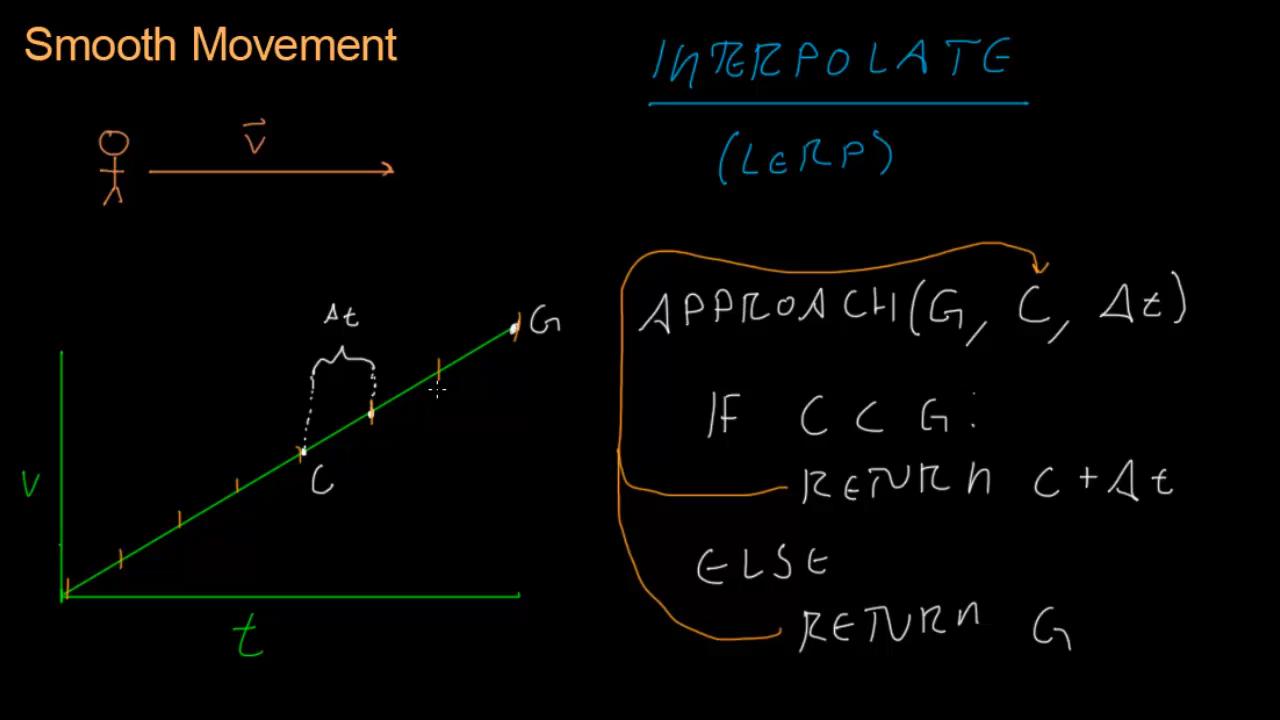 Smooth Movement
INTERPOLATE
(LERP)
v
Δt
G
C
v
t
APPROACH(G, C, Δt)
IF C < G:
RETURN C + Δt
ELSE
RETURN G